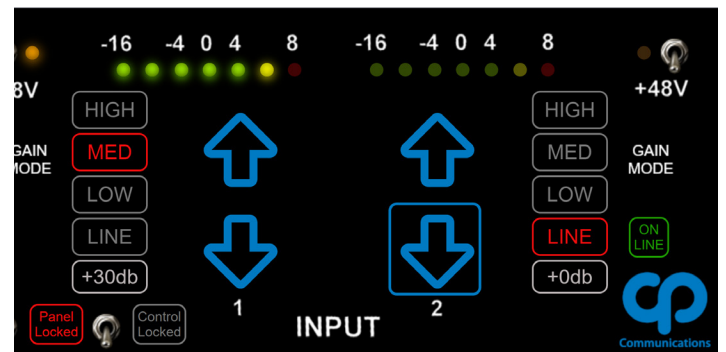 -16 -4 0 4 8
-16 -4 0 4 8
8V
+48V
HIGH
HIGH
GAIN
MODE
MED
MED
GAIN
MODE
LOW
LOW
LINE
LINE
ON
LINE
+30db
+0db
1
2
Panel
Locked
Control
Locked
INPUT
cp
Communications